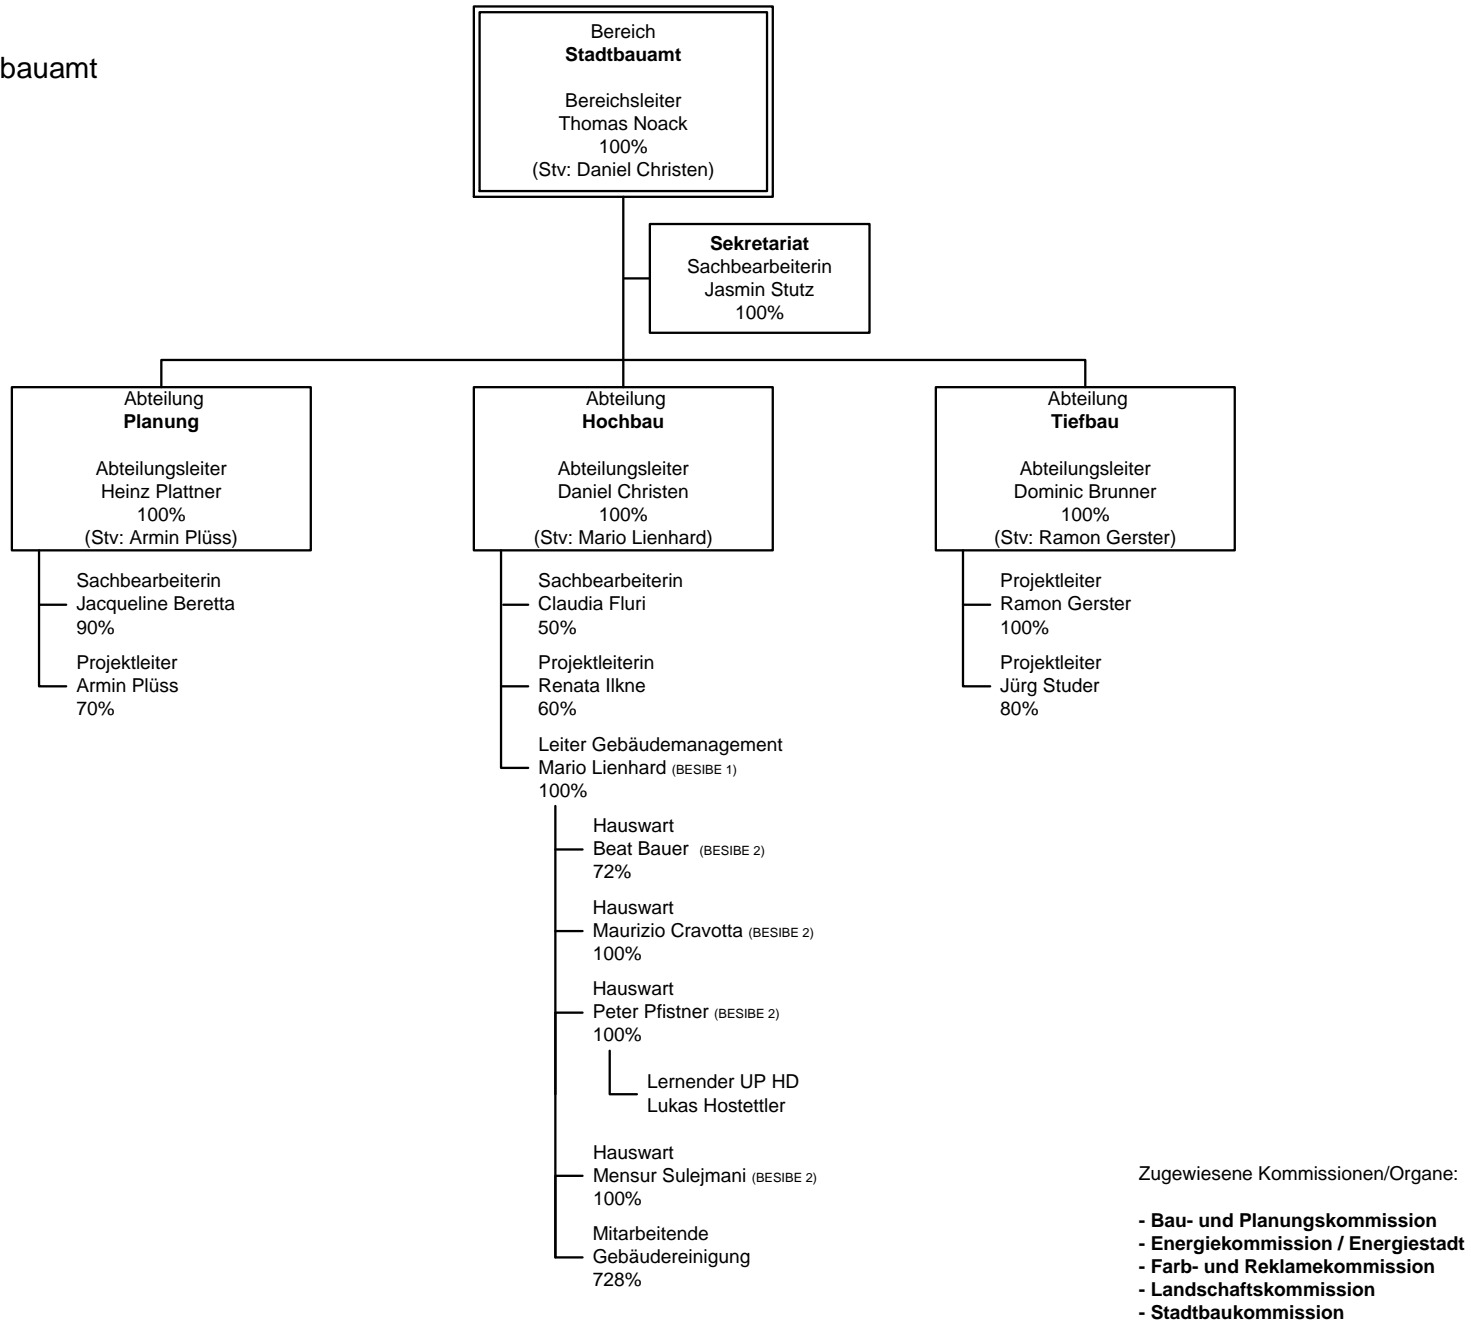 bauamt
Bereich
Stadtbauamt
Bereichsleiter
Thomas Noack
100%
(Stv: Daniel Christen)
Sekretariat
Sachbearbeiterin
Jasmin Stutz
100%
Abteilung
Planung
Abteilungsleiter
Heinz Plattner
100%
(Stv: Armin Plüss)
Sachbearbeiterin
Jacqueline Beretta
90%
Projektleiter
Armin Plüss
70%
Abteilung
Hochbau
Abteilungsleiter
Daniel Christen
100%
(Stv: Mario Lienhard)
Sachbearbeiterin
Claudia Fluri
50%
Projektleiterin
Renata Ilkne
60%
Leiter Gebäudemanagement
Mario Lienhard (BESIBE 1)
100%
Hauswart
Beat Bauer (BESIBE 2)
72%
Hauswart
Maurizio Cravotta (BESIBE 2)
100%
Hauswart
Peter Pfistner (BESIBE 2)
100%
Lernender UP HD
Lukas Hostettler
Hauswart
Mensur Sulejmani (BESIBE 2)
100%
Mitarbeitende
Gebäudereinigung
728%
Abteilung
Tiefbau
Abteilungsleiter
Dominic Brunner
100%
(Stv: Ramon Gerster)
Projektleiter
Ramon Gerster
100%
Projektleiter
Jürg Studer
80%
Zugewiesene Kommissionen/Organe:
- Bau- und Planungskommission
- Energiekommission / Energiestadt
- Farb- und Reklamekommission
- Landschaftskommission
- Stadtbaukommission